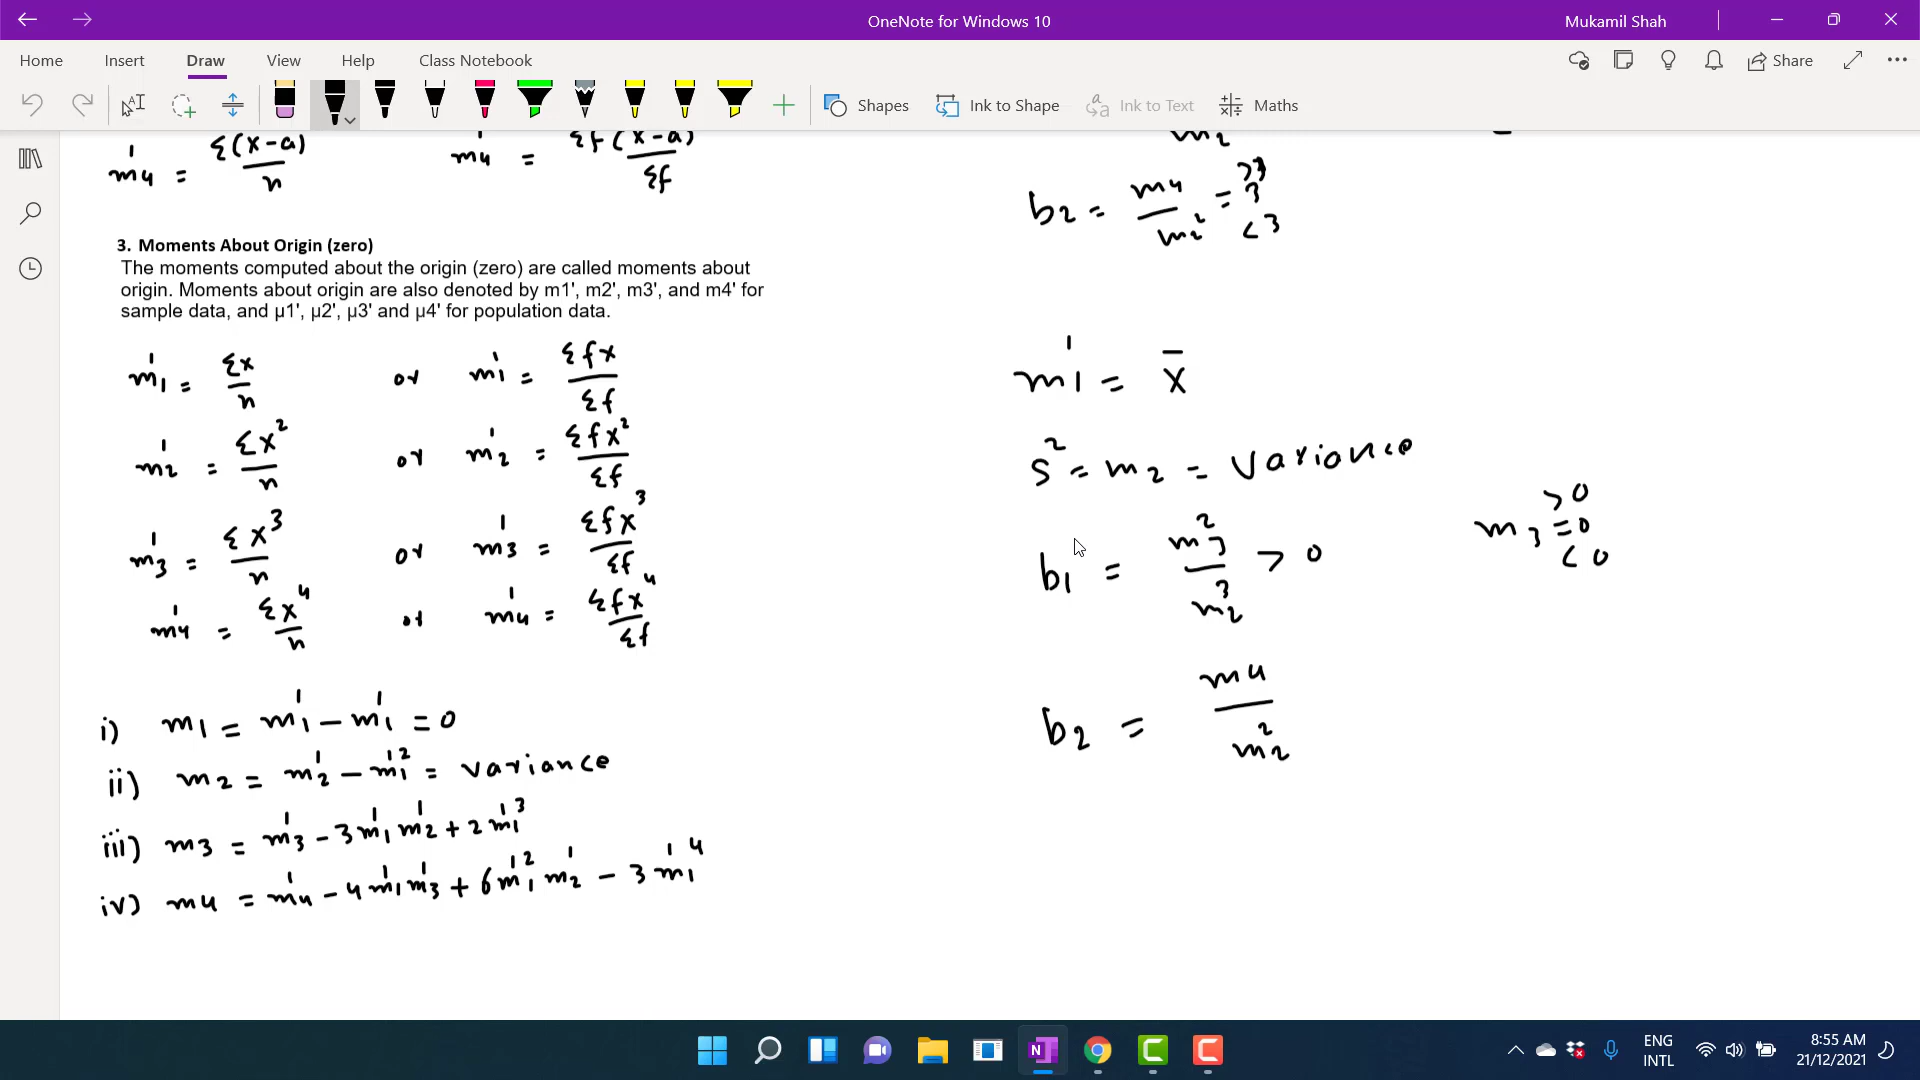 OneNote for Windows 10
Mukamil Shah
Home Insert Draw View Help Class Notebook
Share
Shapes Ink to Shape Ink to Text Maths
m4' = Σ(x-a)/n m4' = Σf(x-a)/Σf
3. Moments About Origin (zero)
The moments computed about the origin (zero) are called moments about
origin. Moments about origin are also denoted by m1', m2', m3', and m4' for
sample data, and µ1', µ2', µ3' and µ4' for population data.
m1' = Σx/n or m1' = Σfx/Σf
m2' = Σx²/n or m2' = Σfx²/Σf
m3' = Σx³/n or m3' = Σfx³/Σf
m4' = Σx⁴/n or m4' = Σfx⁴/Σf
i) m1 = m1' - m1' = 0
ii) m2 = m2' - m1'² = variance
iii) m3 = m3' - 3m1'm2' + 2m1'³
iv) m4 = m4' - 4m1'm3' + 6m1'²m2' - 3m1'⁴
m2
b2 = m4/m2² = 3
<3
m1' = x̄
s² = m2 = variance
b1 = m3²/m2³ > 0
m3 >0
=0
<0
b2 = m4/m2²
ENG
INTL
8:55 AM
21/12/2021